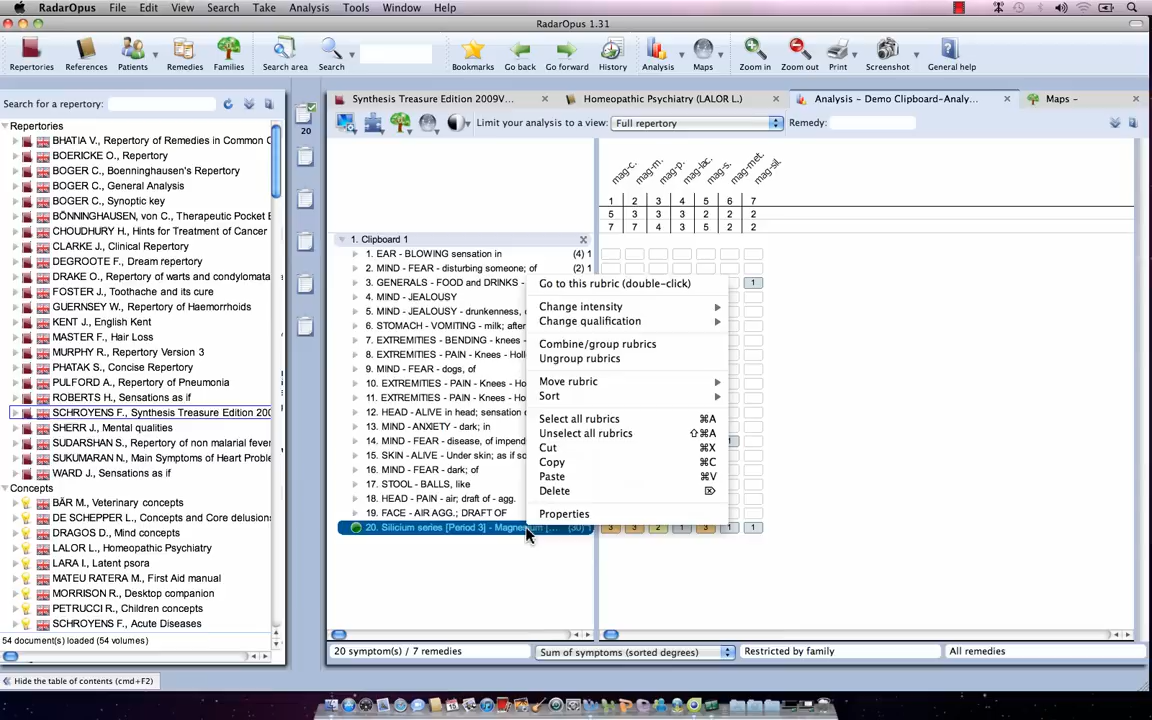 RadarOpus File Edit View Search Take Analysis Tools Window Help
RadarOpus 1.31
Repertories References Patients Remedies Families Search area Search Bookmarks Go back Go forward History Analysis Maps Zoom in Zoom out Print Screenshot General help
Search for a repertory:
Synthesis Treasure Edition 2009V... Homeopathic Psychiatry (LALOR L.) Analysis - Demo Clipboard-Analy... Maps -
20 Limit your analysis to a view: Full repertory Remedy:
Repertories
BHATIA V., Repertory of Remedies in Common C
BOERICKE O., Repertory
BOGER C., Boenninghausen's Repertory
BOGER C., General Analysis
BOGER C., Synoptic key
BÖNNINGHAUSEN, von C., Therapeutic Pocket
CHOUDHURY H., Hints for Treatment of Cancer
CLARKE J., Clinical Repertory
DEGROOTE F., Dream repertory
DRAKE O., Repertory of warts and condylomata
FOSTER J., Toothache and its cure
GUERNSEY W., Repertory of Haemorrhoids
KENT J., English Kent
MASTER F., Hair Loss
MURPHY R., Repertory Version 3
PHATAK S., Concise Repertory
PULFORD A., Repertory of Pneumonia
ROBERTS H., Sensations as if
SCHROYENS F., Synthesis Treasure Edition 200
SHERR J., Mental qualities
SUDARSHAN S., Repertory of non malarial fever
SUKUMARAN N., Main Symptoms of Heart Probl
WARD J., Sensations as if
Concepts
BÄR M., Veterinary concepts
DE SCHEPPER L., Concepts and Core delusions
DRAGOS D., Mind concepts
LALOR L., Homeopathic Psychiatry
LARA I., Latent psora
MATEU RATERA M., First Aid manual
MORRISON R., Desktop companion
PETRUCCI R., Children concepts
SCHROYENS F., Acute Diseases
54 document(s) loaded (54 volumes)
Hide the table of contents (cmd+F2)
mag-c. mag-m. mag-p. mag-lac. mag-s. mag-met. mag-sil.
1 2 3 4 5 6 7
5 3 3 3 2 2 2
7 7 4 3 5 2 2
1. Clipboard 1
1. EAR - BLOWING sensation in (4) 1
2. MIND - FEAR - disturbing someone; of (2) 1
3. GENERALS - FOOD and DRINKS - 1
4. MIND - JEALOUSY
5. MIND - JEALOUSY - drunkenness,
6. STOMACH - VOMITING - milk; after
7. EXTREMITIES - BENDING - knees
8. EXTREMITIES - PAIN - Knees - Holl
9. MIND - FEAR - dogs, of
10. EXTREMITIES - PAIN - Knees - Ho
11. EXTREMITIES - PAIN - Knees - Ho
12. HEAD - ALIVE in head; sensation
13. MIND - ANXIETY - dark; in
14. MIND - FEAR - disease, of impend 1
15. SKIN - ALIVE - Under skin; as if so
16. MIND - FEAR - dark; of
17. STOOL - BALLS, like
18. HEAD - PAIN - air; draft of - agg.
19. FACE - AIR AGG.; DRAFT OF
20. Silicium series [Period 3] - Magnesium [... (30) 1 3 3 2 1 3 1 1
Go to this rubric (double-click)
Change intensity
Change qualification
Combine/group rubrics
Ungroup rubrics
Move rubric
Sort
Select all rubrics ⌘A
Unselect all rubrics ⇧⌘A
Cut ⌘X
Copy ⌘C
Paste ⌘V
Delete ⌦
Properties
20 symptom(s) / 7 remedies Sum of symptoms (sorted degrees) Restricted by family All remedies